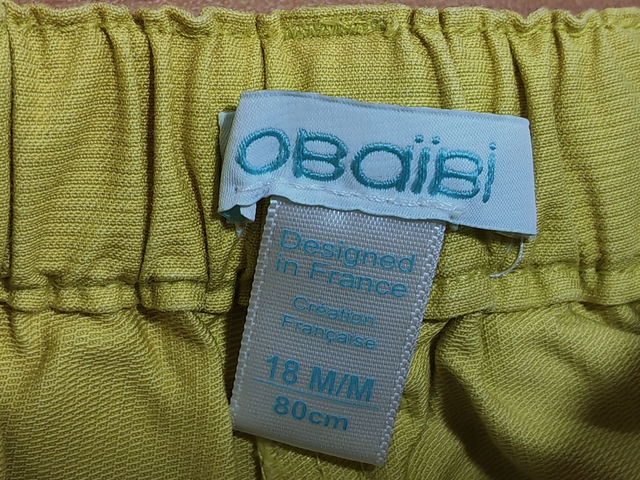 OBaïBi
Designed
in France
Création
Française
18 M/M
80cm